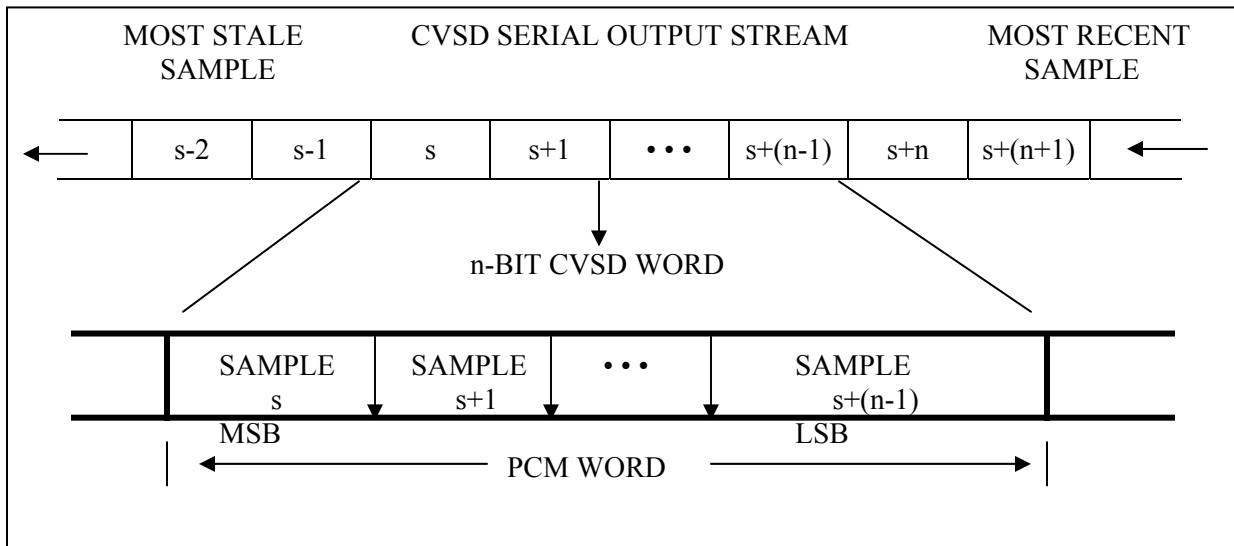 MOST STALE SAMPLE
CVSD SERIAL OUTPUT STREAM
MOST RECENT SAMPLE
s-2 s-1 s s+1 • • • s+(n-1) s+n s+(n+1)
n-BIT CVSD WORD
SAMPLE SAMPLE • • • SAMPLE
s s+1 s+(n-1)
MSB LSB
PCM WORD